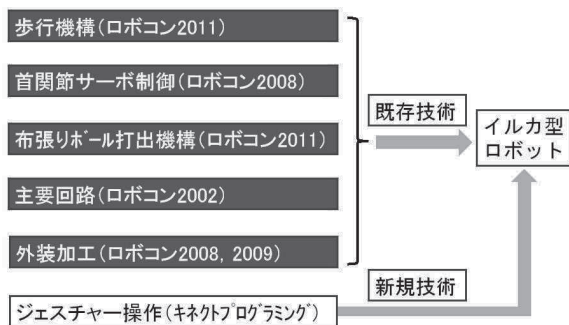 歩行機構(ロボコン2011)
首関節サーボ制御(ロボコン2008)
布張りボール打出機構(ロボコン2011)
主要回路(ロボコン2002)
外装加工(ロボコン2008, 2009)
ジェスチャー操作(キネクトプログラミング)
既存技術
新規技術
イルカ型
ロボット